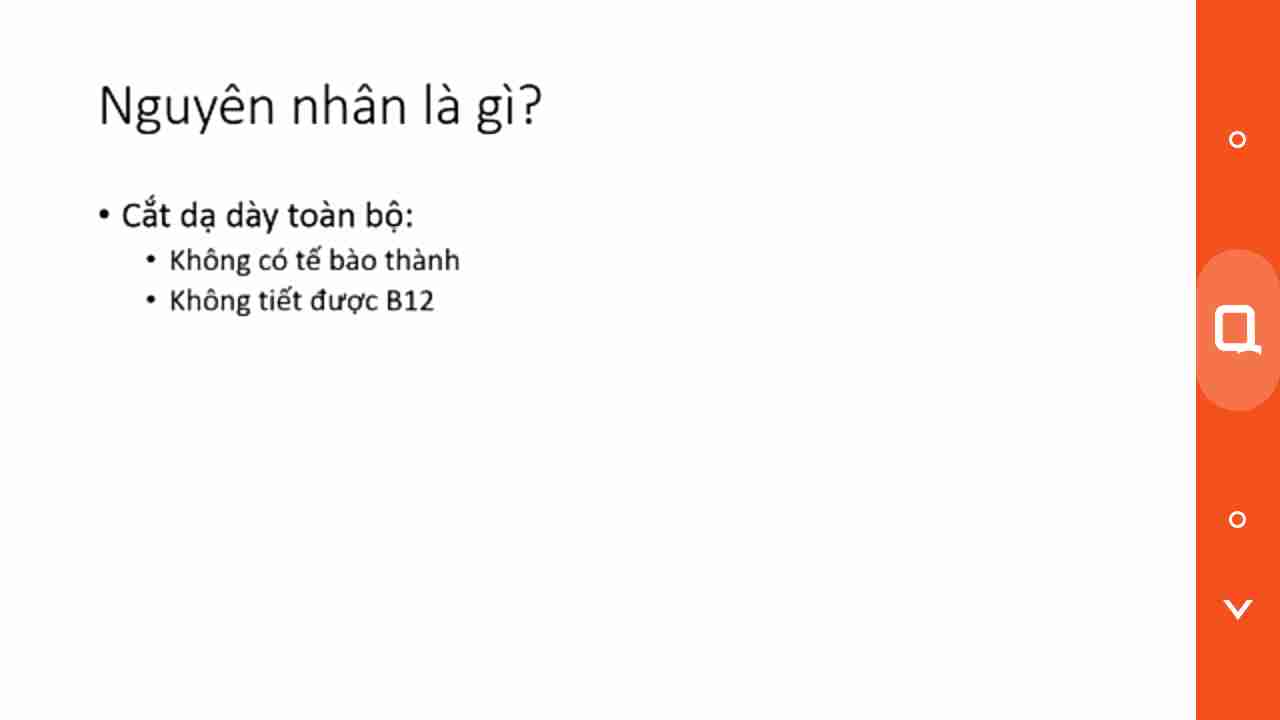 Nguyên nhân là gì?
• Cắt dạ dày toàn bộ:
• Không có tế bào thành
• Không tiết được B12